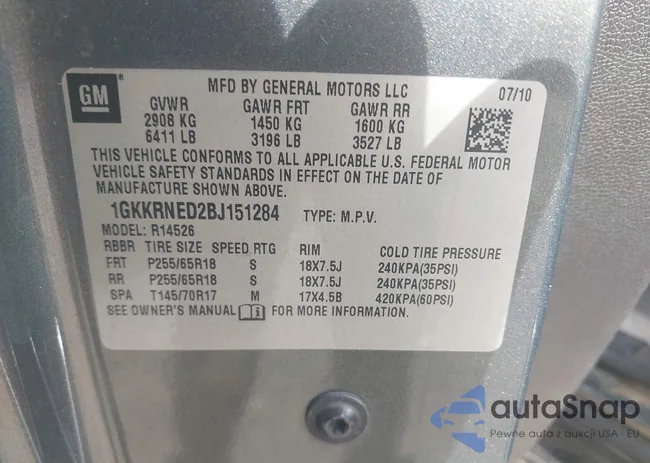 GM
MFD BY GENERAL MOTORS LLC
07/10
GVWR GAWR FRT GAWR RR
2908 KG 1450 KG 1600 KG
6411 LB 3196 LB 3527 LB
THIS VEHICLE CONFORMS TO ALL APPLICABLE U.S. FEDERAL MOTOR
VEHICLE SAFETY STANDARDS IN EFFECT ON THE DATE OF
MANUFACTURE SHOWN ABOVE.
1GKKRNED2BJ151284 TYPE: M.P.V.
MODEL: R14526
RBBR TIRE SIZE SPEED RTG RIM COLD TIRE PRESSURE
FRT P255/65R18 S 18X7.5J 240KPA(35PSI)
RR P255/65R18 S 18X7.5J 240KPA(35PSI)
SPA T145/70R17 M 17X4.5B 420KPA(60PSI)
SEE OWNER'S MANUAL FOR MORE INFORMATION.
autaSnap
Pewne auta z aukcji USA i EU